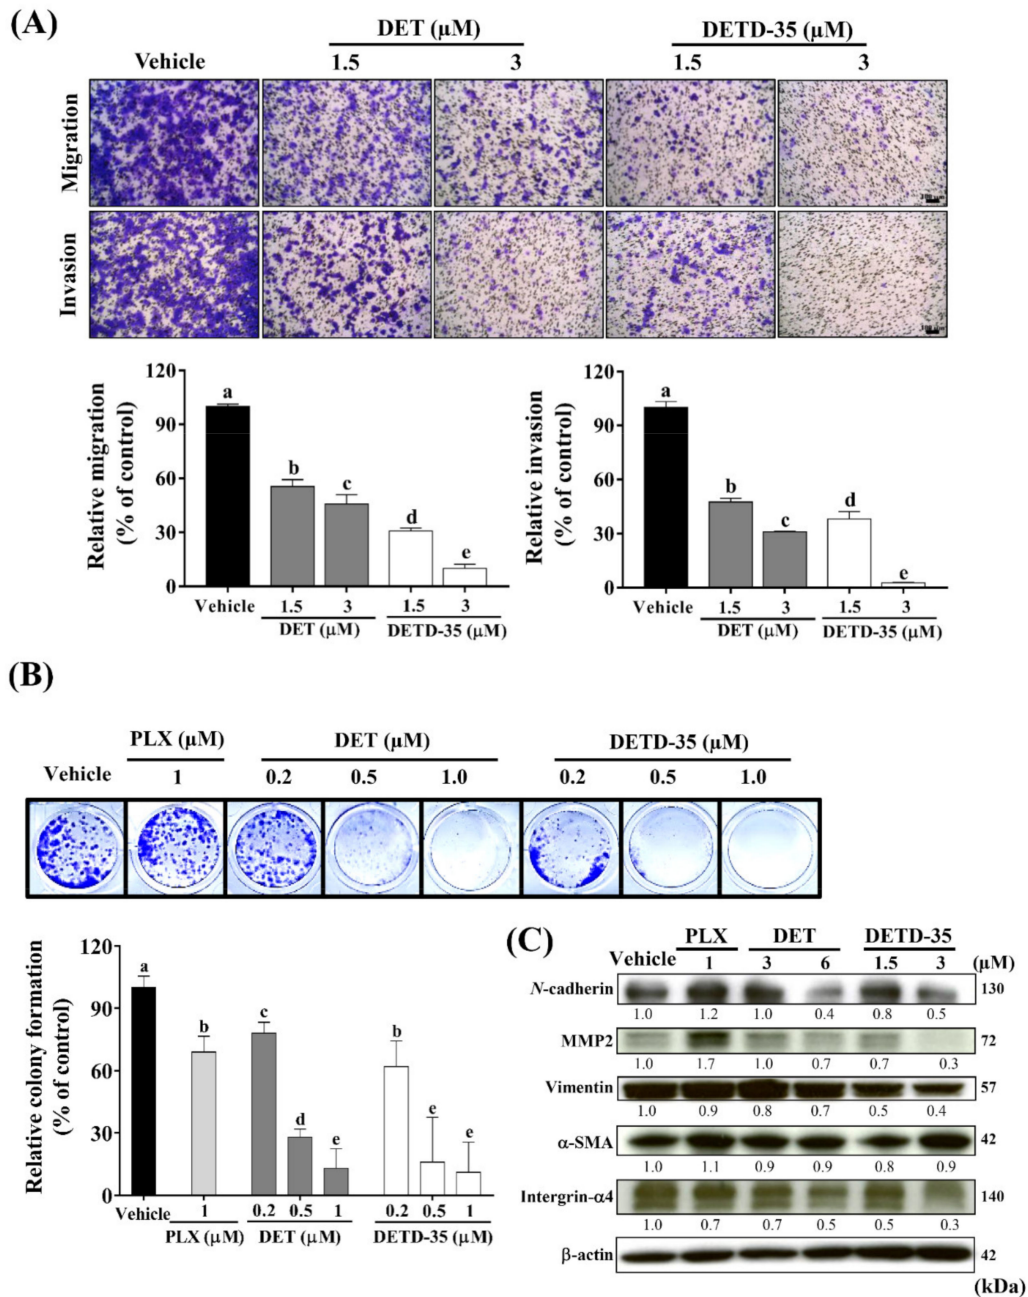 (A)
DET (μM) DETD-35 (μM)
Vehicle 1.5 3 1.5 3
Migration
Invasion
120
90
60
30
0
Relative migration
(% of control)
a
b
c
d
e
Vehicle 1.5 3 1.5 3
DET (μM) DETD-35 (μM)
120
90
60
30
0
Relative invasion
(% of control)
a
b
c
d
e
Vehicle 1.5 3 1.5 3
DET (μM) DETD-35 (μM)
(B)
PLX (μM) DET (μM) DETD-35 (μM)
Vehicle 1 0.2 0.5 1.0 0.2 0.5 1.0
120
90
60
30
0
Relative colony formation
(% of control)
a
b
c
d
e
b
e
e
Vehicle 1 0.2 0.5 1 0.2 0.5 1
PLX (μM) DET (μM) DETD-35 (μM)
(C)
PLX DET DETD-35
Vehicle 1 3 6 1.5 3 (μM)
N-cadherin 130
1.0 1.2 1.0 0.4 0.8 0.5
MMP2 72
1.0 1.7 1.0 0.7 0.7 0.3
Vimentin 57
1.0 0.9 0.8 0.7 0.5 0.4
α-SMA 42
1.0 1.1 0.9 0.9 0.8 0.9
Intergrin-α4 140
1.0 0.7 0.7 0.5 0.5 0.3
β-actin 42
(kDa)